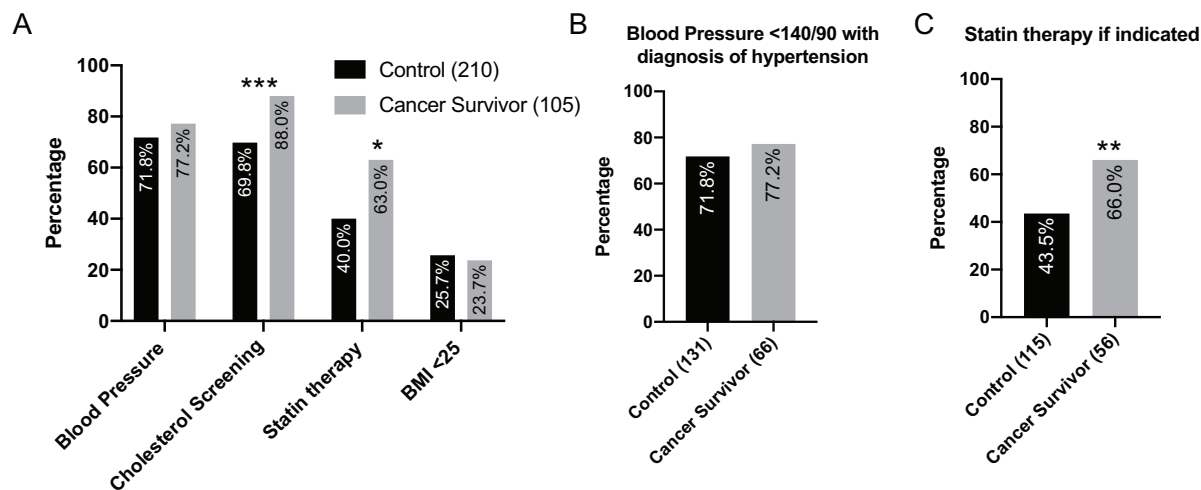 A
Control (210)
Cancer Survivor (105)
Percentage
100
80
60
40
20
0
71.8%
77.2%
***
69.8%
88.0%
*
40.0%
63.0%
25.7%
23.7%
Blood Pressure
Cholesterol Screening
Statin therapy
BMI <25
B
Blood Pressure <140/90 with
diagnosis of hypertension
Percentage
100
80
60
40
20
0
71.8%
77.2%
Control (131)
Cancer Survivor (66)
C
Statin therapy if indicated
Percentage
100
80
60
40
20
0
43.5%
**
66.0%
Control (115)
Cancer Survivor (56)